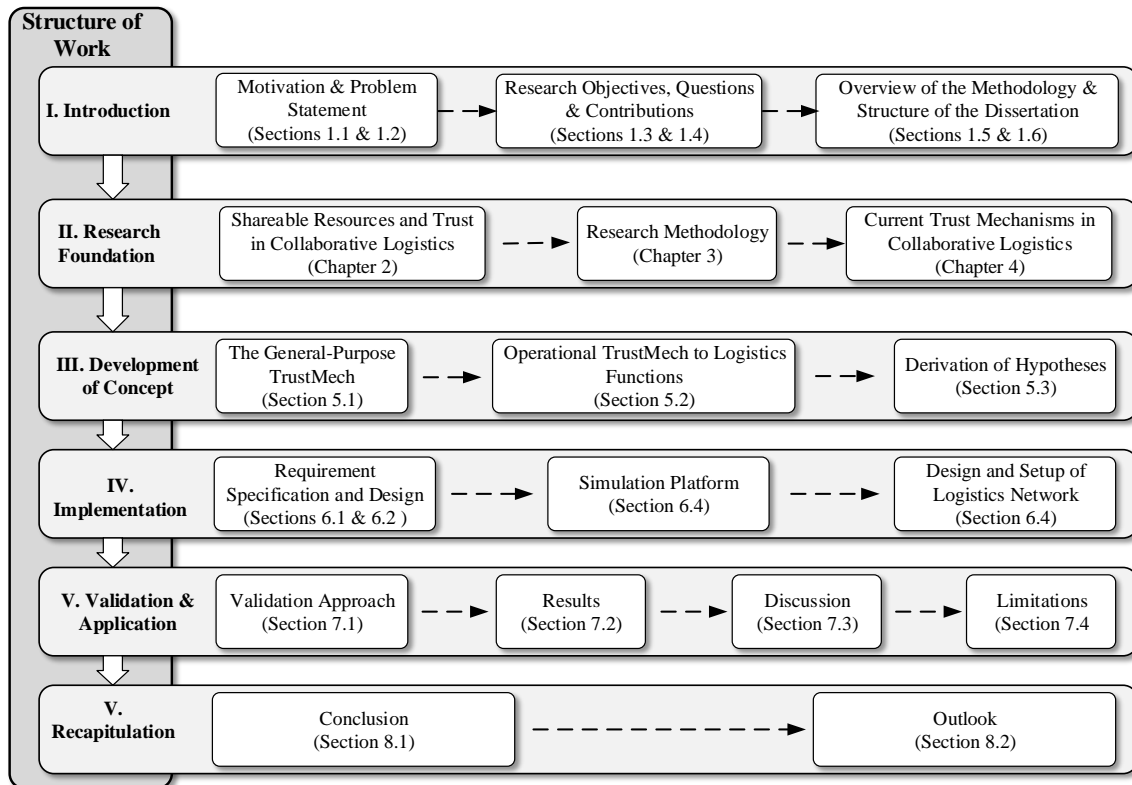 Structure of
Work
I. Introduction
Motivation & Problem
Statement
(Sections 1.1 & 1.2)
Research Objectives, Questions
& Contributions
(Sections 1.3 & 1.4)
Overview of the Methodology &
Structure of the Dissertation
(Sections 1.5 & 1.6)
II. Research
Foundation
Shareable Resources and Trust
in Collaborative Logistics
(Chapter 2)
Research Methodology
(Chapter 3)
Current Trust Mechanisms in
Collaborative Logistics
(Chapter 4)
III. Development
of Concept
The General-Purpose
TrustMech
(Section 5.1)
Operational TrustMech to Logistics
Functions
(Section 5.2)
Derivation of Hypotheses
(Section 5.3)
IV.
Implementation
Requirement
Specification and Design
(Sections 6.1 & 6.2 )
Simulation Platform
(Section 6.4)
Design and Setup of
Logistics Network
(Section 6.4)
V. Validation &
Application
Validation Approach
(Section 7.1)
Results
(Section 7.2)
Discussion
(Section 7.3)
Limitations
(Section 7.4
V.
Recapitulation
Conclusion
(Section 8.1)
Outlook
(Section 8.2)